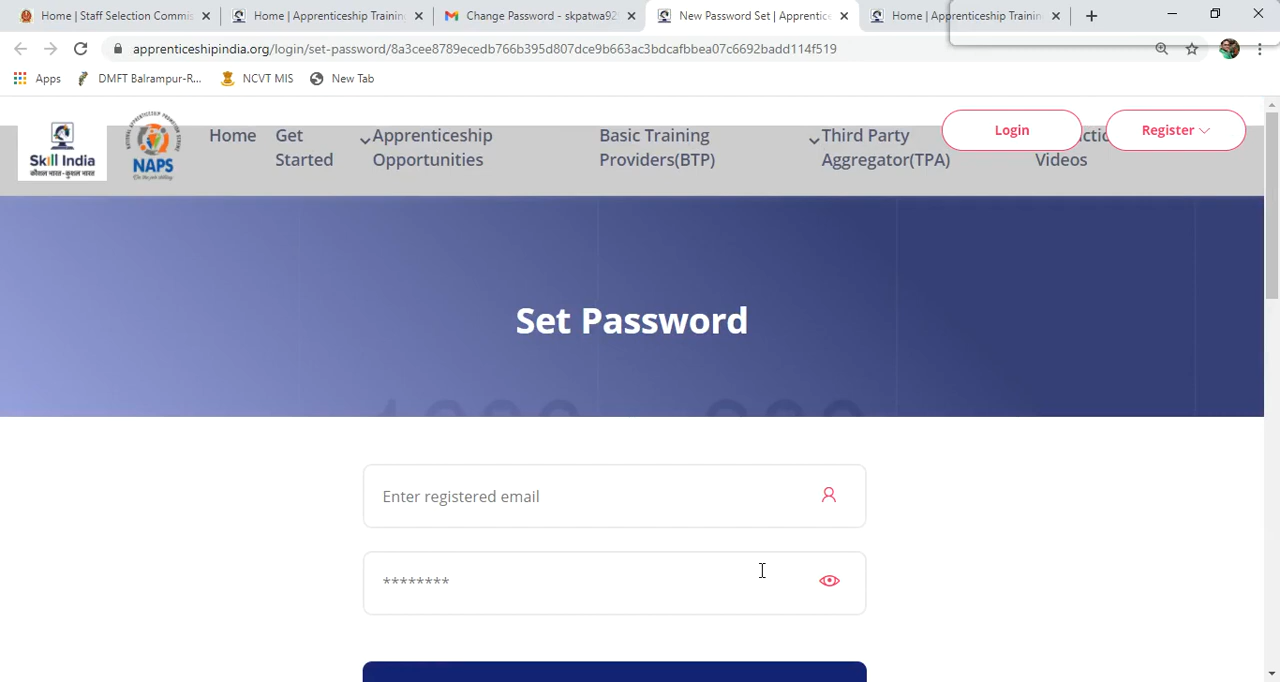 Home | Staff Selection Commis
Home | Apprenticeship Training
Change Password - skpatwa92
New Password Set | Apprentice
Home | Apprenticeship Trainin
apprenticeshipindia.org/login/set-password/8a3cee8789ecedb766b395d807dce9b663ac3bdcafbbea07c6692badd114f519
Apps
DMFT Balrampur-R...
NCVT MIS
New Tab
Skill India
कौशल भारत - कुशल भारत
NAPS
Home
Get
Started
Apprenticeship
Opportunities
Basic Training
Providers(BTP)
Third Party
Aggregator(TPA)
Videos
Login
Register
Set Password
Enter registered email
********